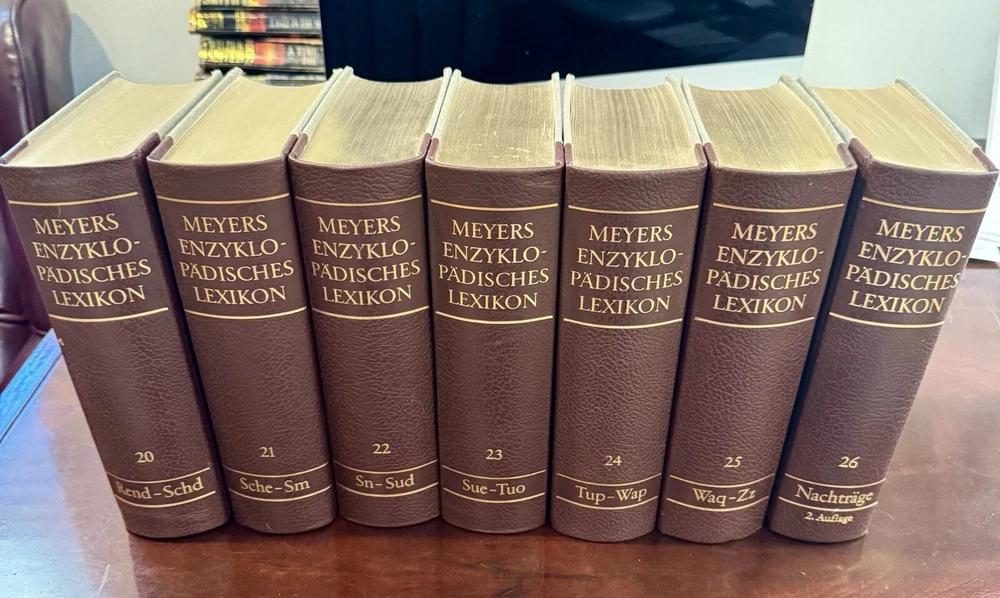 MEYERS
ENZYKLO-
PÄDISCHES
LEXIKON
20
Rend-Schd
MEYERS
ENZYKLO-
PÄDISCHES
LEXIKON
21
Sche-Sm
MEYERS
ENZYKLO-
PÄDISCHES
LEXIKON
22
Sn-Sud
MEYERS
ENZYKLO-
PÄDISCHES
LEXIKON
23
Sue-Tuo
MEYERS
ENZYKLO-
PÄDISCHES
LEXIKON
24
Tup-Wap
MEYERS
ENZYKLO-
PÄDISCHES
LEXIKON
25
Waq-Zz
MEYERS
ENZYKLO-
PÄDISCHES
LEXIKON
26
Nachträge
2. Auflage